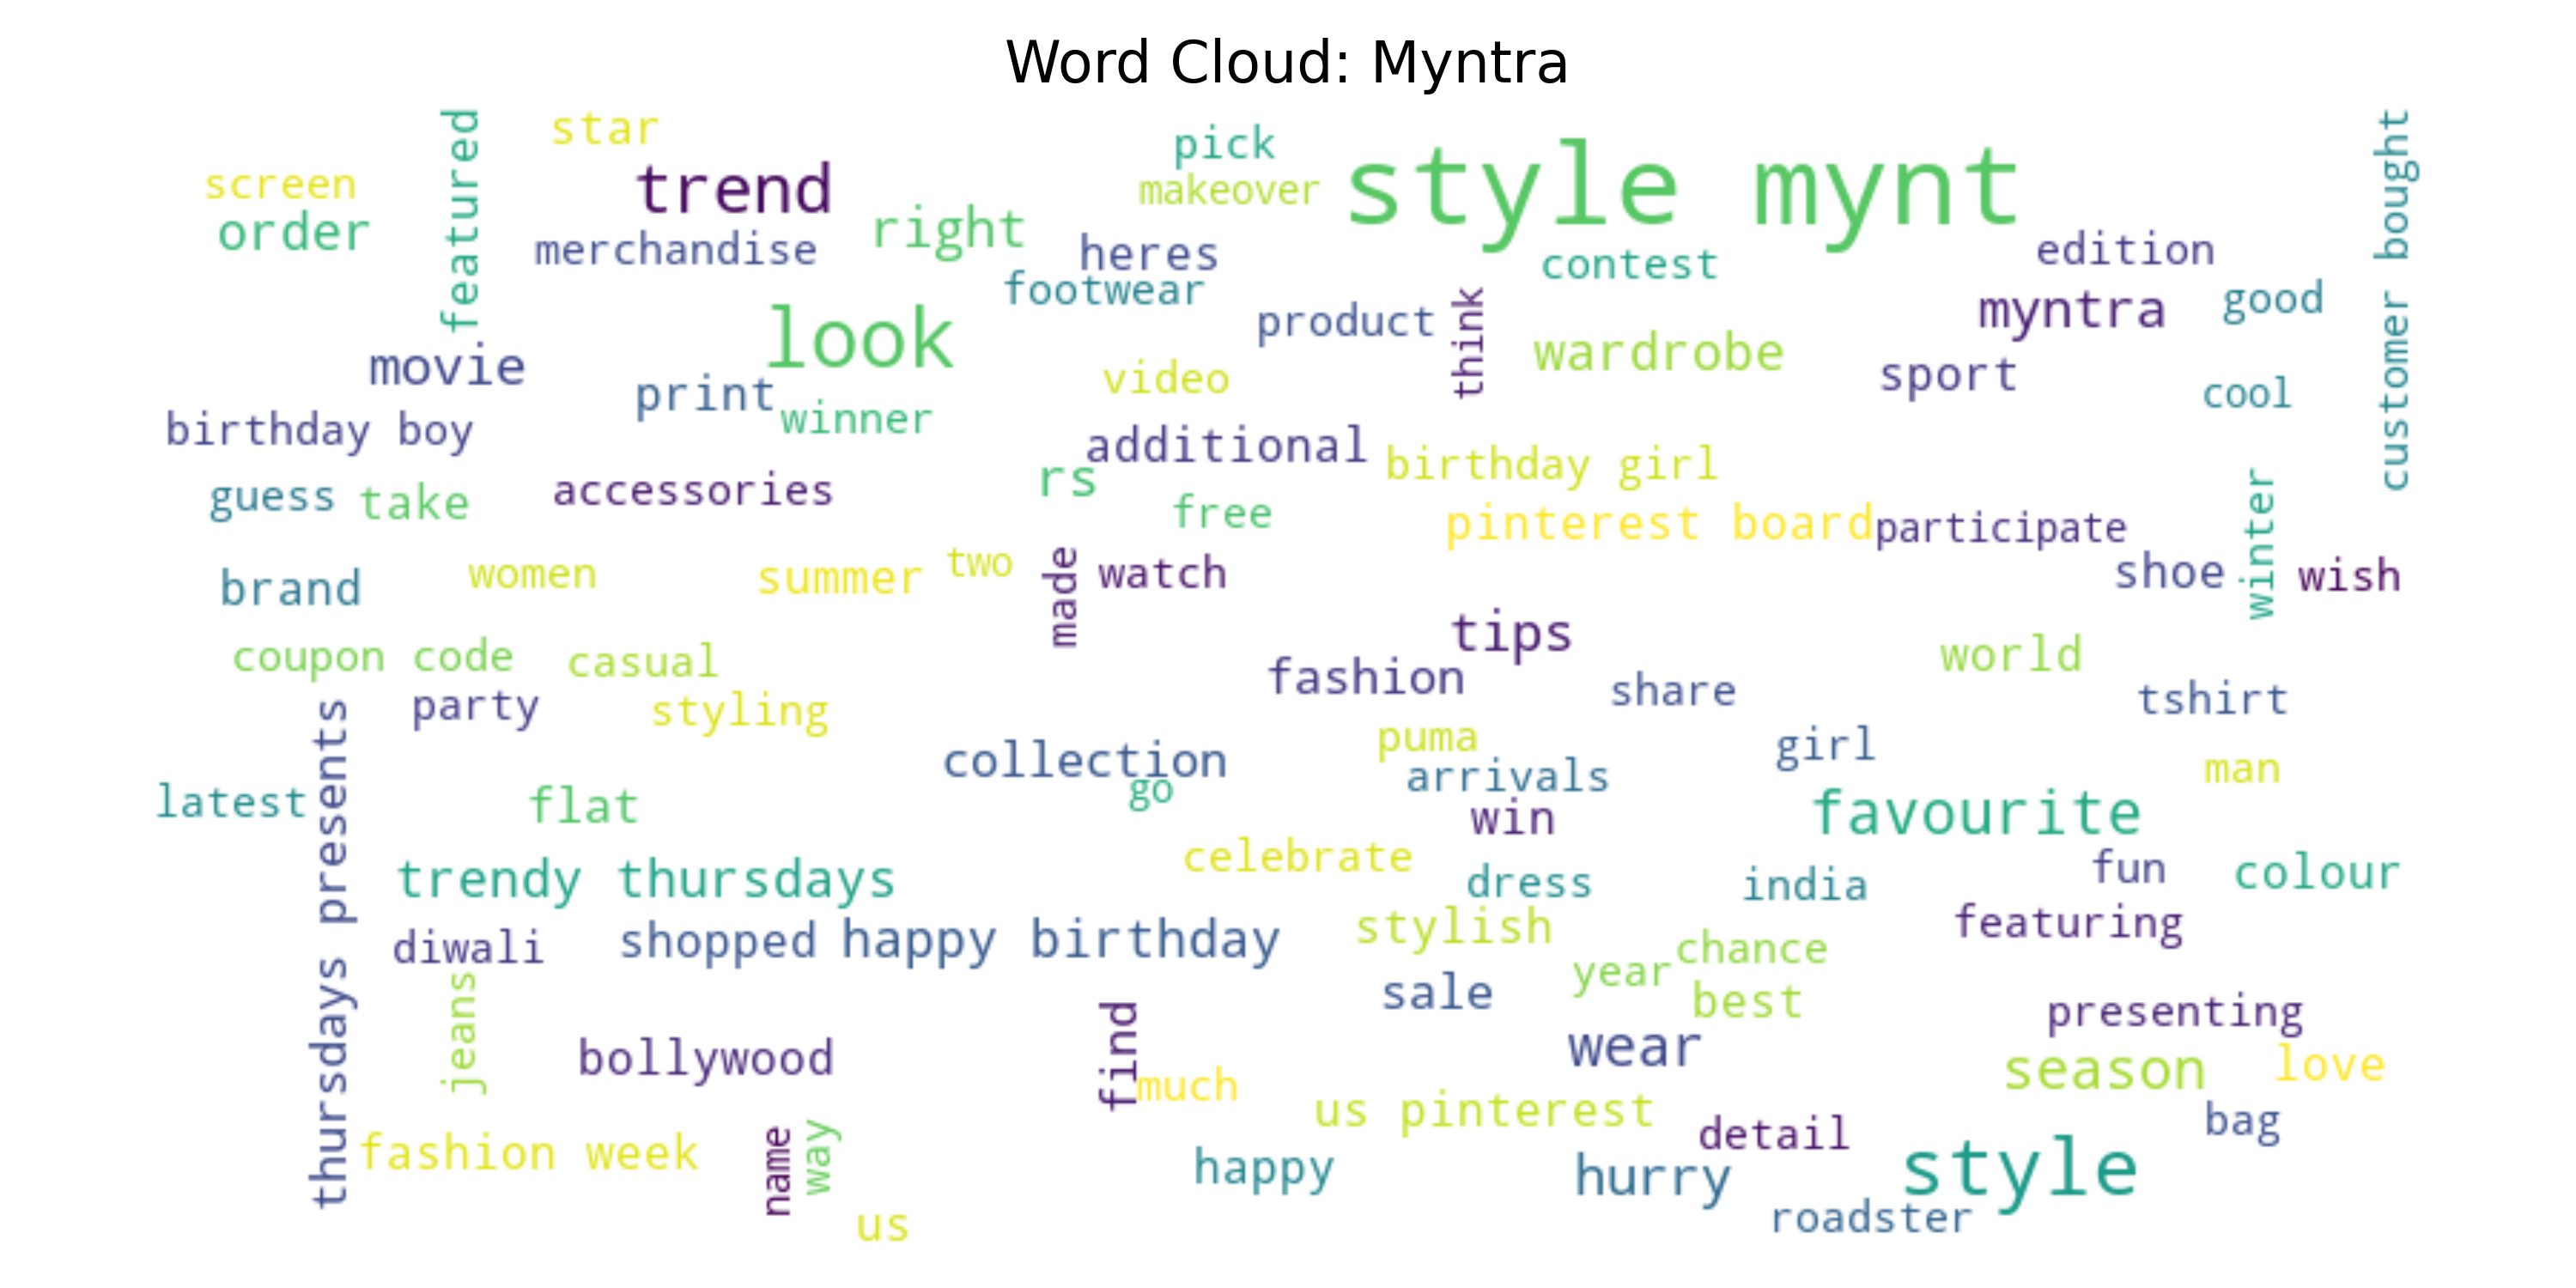 Word Cloud: Myntra
featured
star
pick
style mynt
customer bought
screen
trend
makeover
order
merchandise
right
heres
contest
edition
footwear
myntra
good
look
product
think
wardrobe
movie
print
video
sport
cool
birthday boy
winner
additional
birthday girl
guess
take
accessories
rs
free
pinterest board
participate
winter
brand
women
summer
two
made
watch
shoe
wish
tips
coupon code
casual
fashion
world
party
styling
share
tshirt
thursdays presents
collection
puma
girl
latest
flat
go
arrivals
man
win
favourite
trendy thursdays
celebrate
dress
india
fun
colour
diwali
shopped
happy birthday
stylish
chance
featuring
jeans
year
sale
best
presenting
bollywood
find
wear
season
love
much
us pinterest
bag
fashion week
name
way
detail
happy
hurry
style
us
roadster